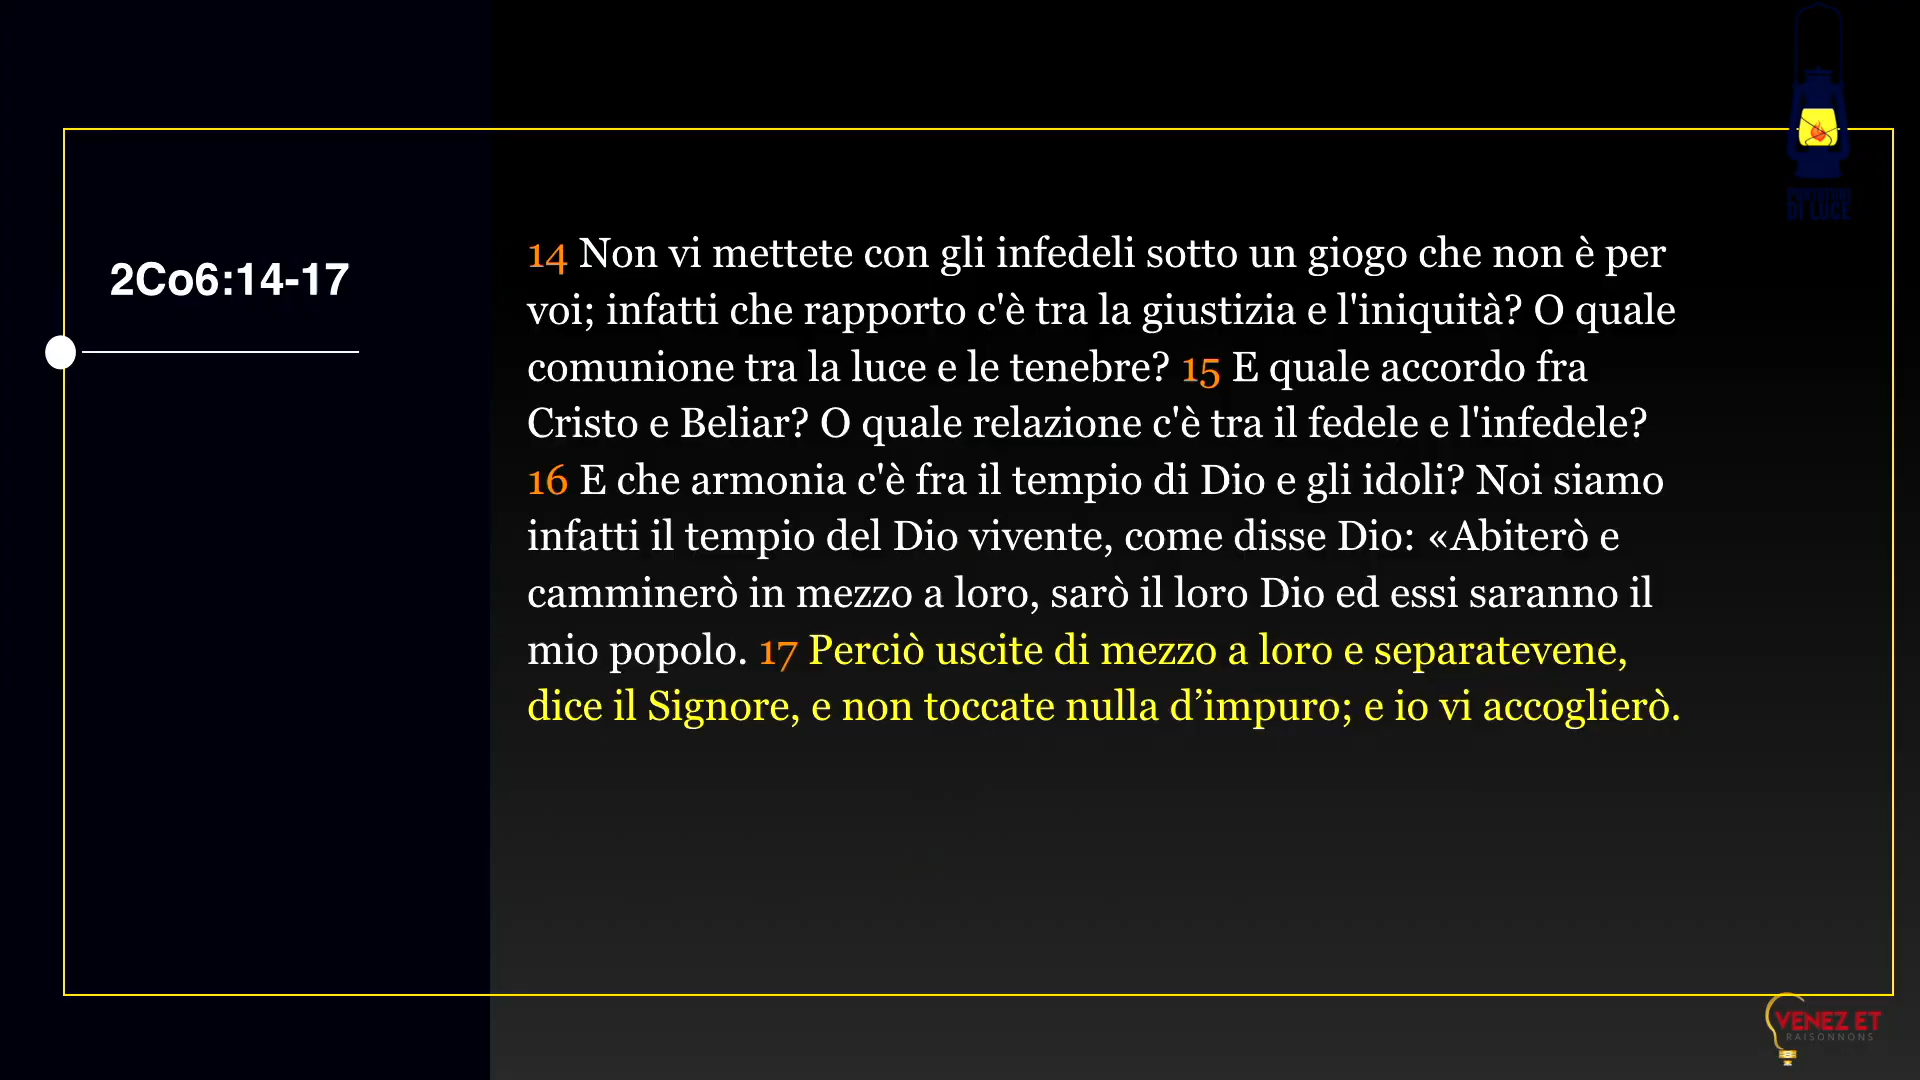 2Co6:14-17
14 Non vi mettete con gli infedeli sotto un giogo che non è per
voi; infatti che rapporto c'è tra la giustizia e l'iniquità? O quale
comunione tra la luce e le tenebre? 15 E quale accordo fra
Cristo e Beliar? O quale relazione c'è tra il fedele e l'infedele?
16 E che armonia c'è fra il tempio di Dio e gli idoli? Noi siamo
infatti il tempio del Dio vivente, come disse Dio: «Abiterò e
camminerò in mezzo a loro, sarò il loro Dio ed essi saranno il
mio popolo. 17 Perciò uscite di mezzo a loro e separatevene,
dice il Signore, e non toccate nulla d’impuro; e io vi accoglierò.
DI LUCE
VENEZ ET
RAISONNONS